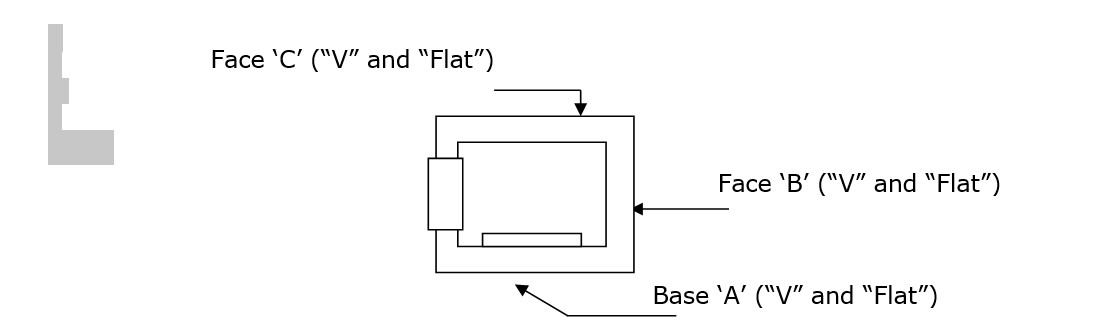 Face ‘C’ (“V” and “Flat”)
Face ‘B’ (“V” and “Flat”)
Base ‘A’ (“V” and “Flat”)